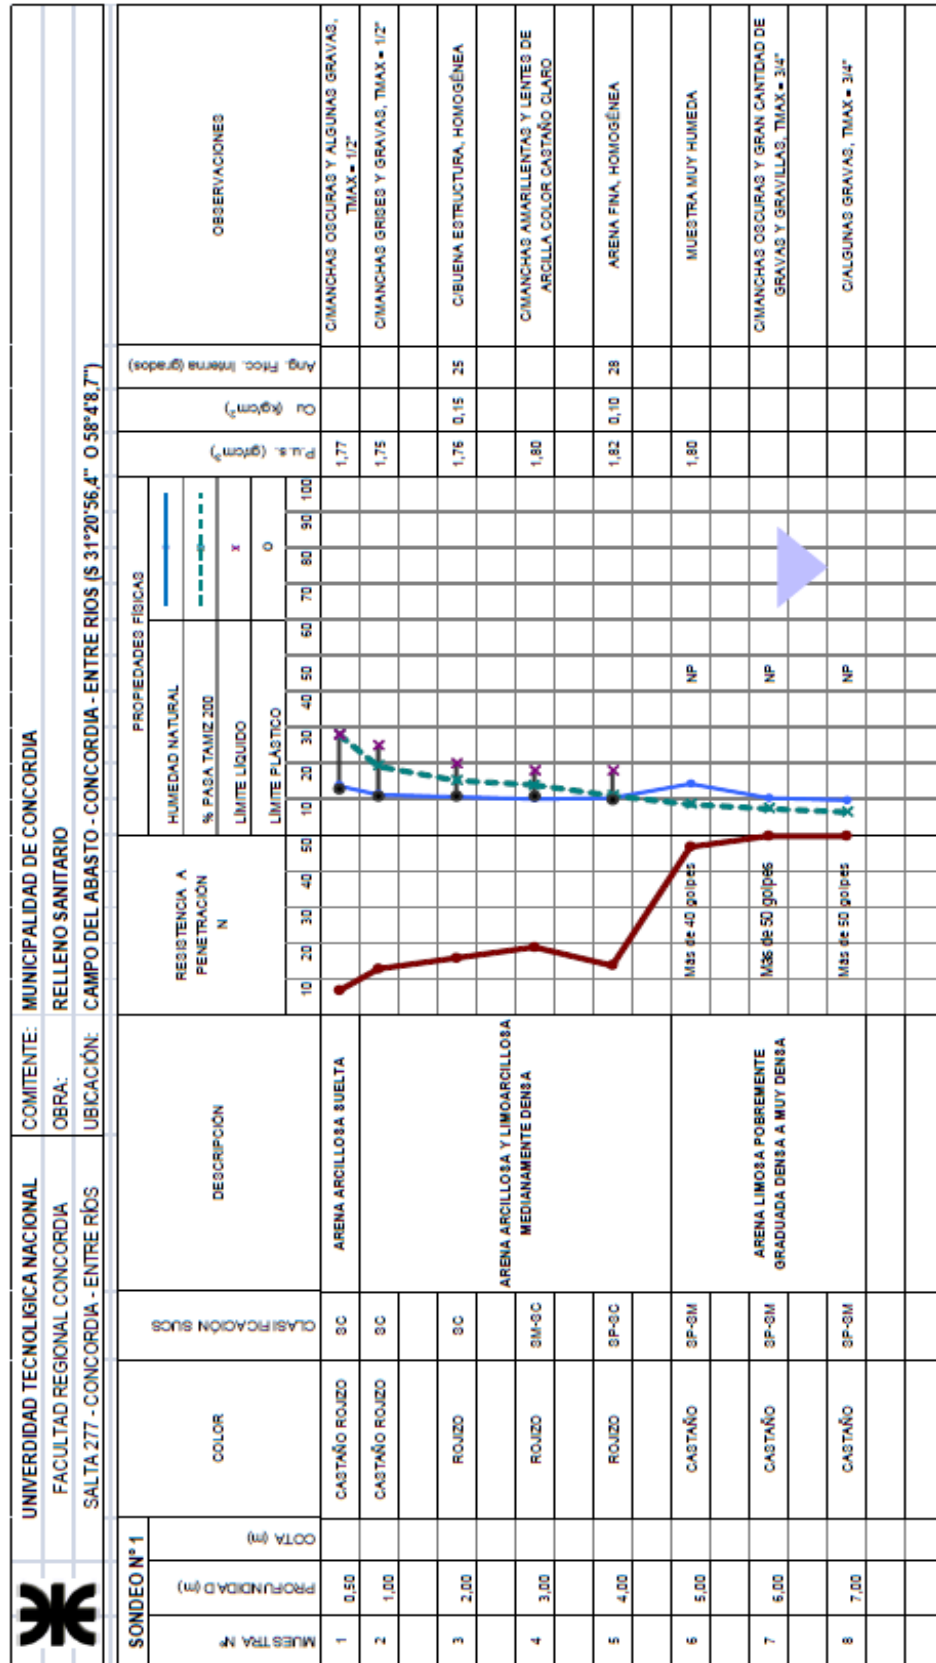 UNIVERDIDAD TECNOLIGICA NACIONAL
FACULTAD REGIONAL CONCORDIA
SALTA 277 - CONCORDIA - ENTRE RÍOS
COMITENTE: MUNICIPALIDAD DE CONCORDIA
OBRA: RELLENO SANITARIO
UBICACIÓN: CAMPO DEL ABASTO - CONCORDIA - ENTRE RIOS (S 31°20'56,4" O 58°4'8,7")
SONDEO N° 1
MUESTRA Nº
PROFUNDIDAD (m)
COTA (m)
COLOR
CLASIFICACIÓN SUCS
DESCRIPCIÓN
RESISTENCIA A
PENETRACIÓN
N
10 20 30 40 50
PROPIEDADES FÍSICAS
HUMEDAD NATURAL
% PASA TAMIZ 200
LÍMITE LÍQUIDO x
LÍMITE PLÁSTICO o
10 20 30 40 50 60 70 80 90 100
P.u.s. (gr/cm³)
Cu (kg/cm²)
Ang. Fricc. Interna (grados)
OBSERVACIONES
1 0,50 CASTAÑO ROJIZO SC ARENA ARCILLOSA SUELTA 1,77 C/MANCHAS OSCURAS Y ALGUNAS GRAVAS,
TMAX = 1/2"
2 1,00 CASTAÑO ROJIZO SC 1,75 C/MANCHAS GRISES Y GRAVAS, TMAX = 1/2"
3 2,00 ROJIZO SC 1,76 0,15 25 C/BUENA ESTRUCTURA, HOMOGÉNEA
ARENA ARCILLOSA Y LIMOARCILLOSA
MEDIANAMENTE DENSA
4 3,00 ROJIZO SM-SC 1,80 C/MANCHAS AMARILLENTAS Y LENTES DE
ARCILLA COLOR CASTAÑO CLARO
5 4,00 ROJIZO SP-SC 1,82 0,10 28 ARENA FINA, HOMOGÉNEA
6 5,00 CASTAÑO SP-SM Más de 40 golpes NP 1,80 MUESTRA MUY HUMEDA
ARENA LIMOSA POBREMENTE
GRADUADA DENSA A MUY DENSA
7 6,00 CASTAÑO SP-SM Más de 50 golpes NP C/MANCHAS OSCURAS Y GRAN CANTIDAD DE
GRAVAS Y GRAVILLAS, TMAX = 3/4"
8 7,00 CASTAÑO SP-SM Más de 50 golpes NP C/ALGUNAS GRAVAS, TMAX = 3/4"